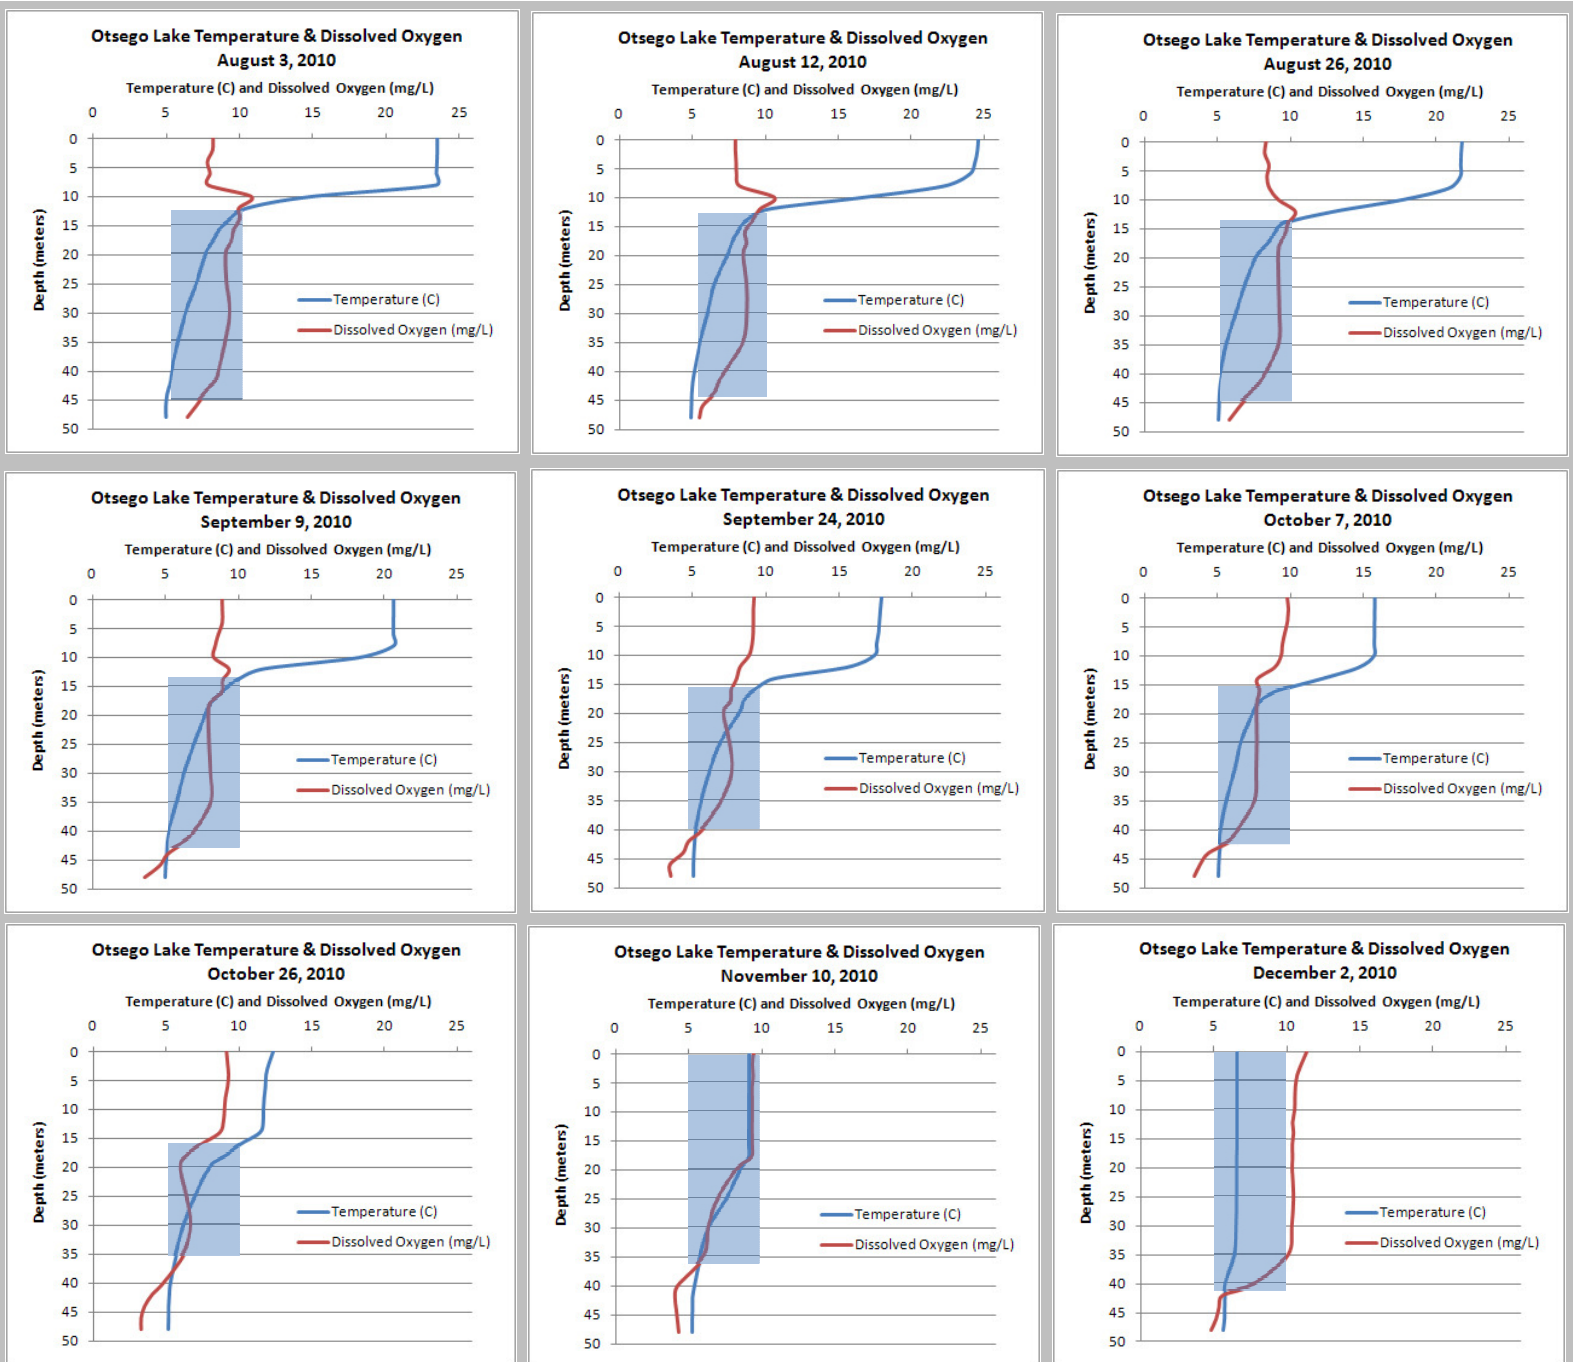 Otsego Lake Temperature & Dissolved Oxygen
August 3, 2010
Temperature (C) and Dissolved Oxygen (mg/L)
0 5 10 15 20 25
0
5
10
15
20
25
30
35
40
45
50
Depth (meters)
Temperature (C)
Dissolved Oxygen (mg/L)
Otsego Lake Temperature & Dissolved Oxygen
August 12, 2010
Temperature (C) and Dissolved Oxygen (mg/L)
0 5 10 15 20 25
0
5
10
15
20
25
30
35
40
45
50
Depth (meters)
Temperature (C)
Dissolved Oxygen (mg/L)
Otsego Lake Temperature & Dissolved Oxygen
August 26, 2010
Temperature (C) and Dissolved Oxygen (mg/L)
0 5 10 15 20 25
0
5
10
15
20
25
30
35
40
45
50
Depth (meters)
Temperature (C)
Dissolved Oxygen (mg/L)
Otsego Lake Temperature & Dissolved Oxygen
September 9, 2010
Temperature (C) and Dissolved Oxygen (mg/L)
0 5 10 15 20 25
0
5
10
15
20
25
30
35
40
45
50
Depth (meters)
Temperature (C)
Dissolved Oxygen (mg/L)
Otsego Lake Temperature & Dissolved Oxygen
September 24, 2010
Temperature (C) and Dissolved Oxygen (mg/L)
0 5 10 15 20 25
0
5
10
15
20
25
30
35
40
45
50
Depth (meters)
Temperature (C)
Dissolved Oxygen (mg/L)
Otsego Lake Temperature & Dissolved Oxygen
October 7, 2010
Temperature (C) and Dissolved Oxygen (mg/L)
0 5 10 15 20 25
0
5
10
15
20
25
30
35
40
45
50
Depth (meters)
Temperature (C)
Dissolved Oxygen (mg/L)
Otsego Lake Temperature & Dissolved Oxygen
October 26, 2010
Temperature (C) and Dissolved Oxygen (mg/L)
0 5 10 15 20 25
0
5
10
15
20
25
30
35
40
45
50
Depth (meters)
Temperature (C)
Dissolved Oxygen (mg/L)
Otsego Lake Temperature & Dissolved Oxygen
November 10, 2010
Temperature (C) and Dissolved Oxygen (mg/L)
0 5 10 15 20 25
0
5
10
15
20
25
30
35
40
45
50
Depth (meters)
Temperature (C)
Dissolved Oxygen (mg/L)
Otsego Lake Temperature & Dissolved Oxygen
December 2, 2010
Temperature (C) and Dissolved Oxygen (mg/L)
0 5 10 15 20 25
0
5
10
15
20
25
30
35
40
45
50
Depth (meters)
Temperature (C)
Dissolved Oxygen (mg/L)